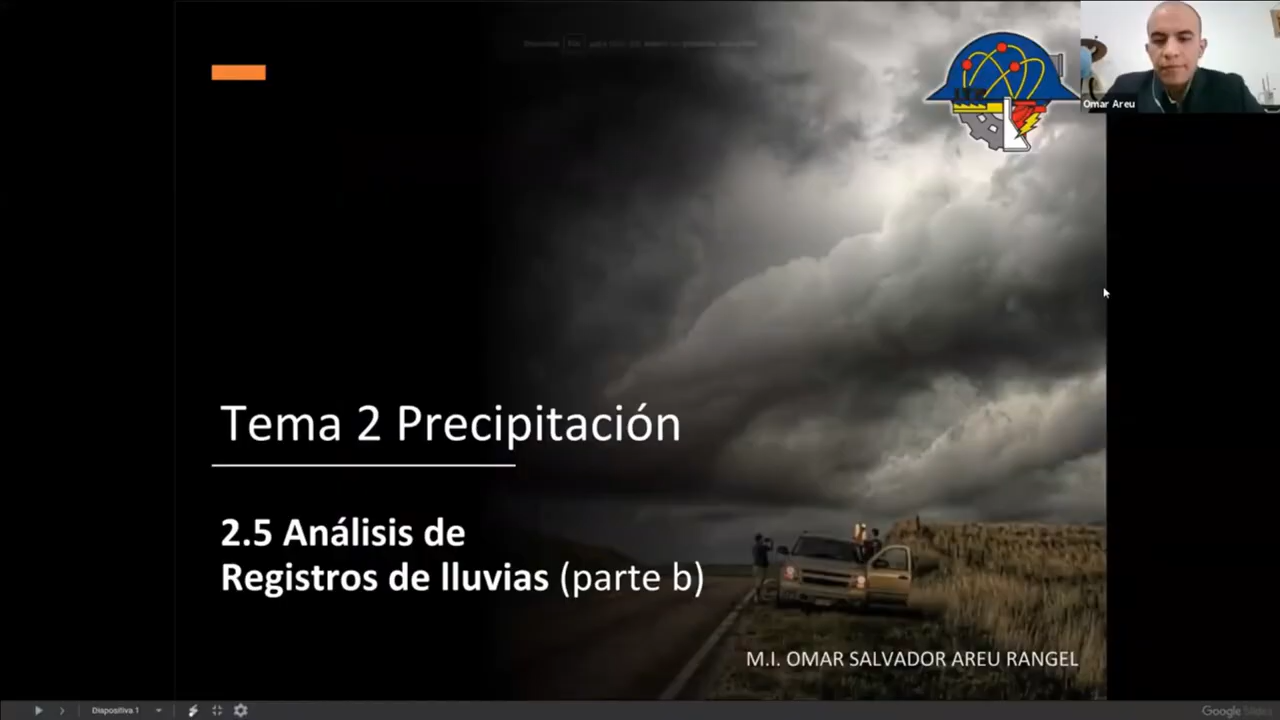 Omar Areu
Tema 2 Precipitación
2.5 Análisis de
Registros de lluvias (parte b)
M.I. OMAR SALVADOR AREU RANGEL
Dispositiva 1
Google Slides